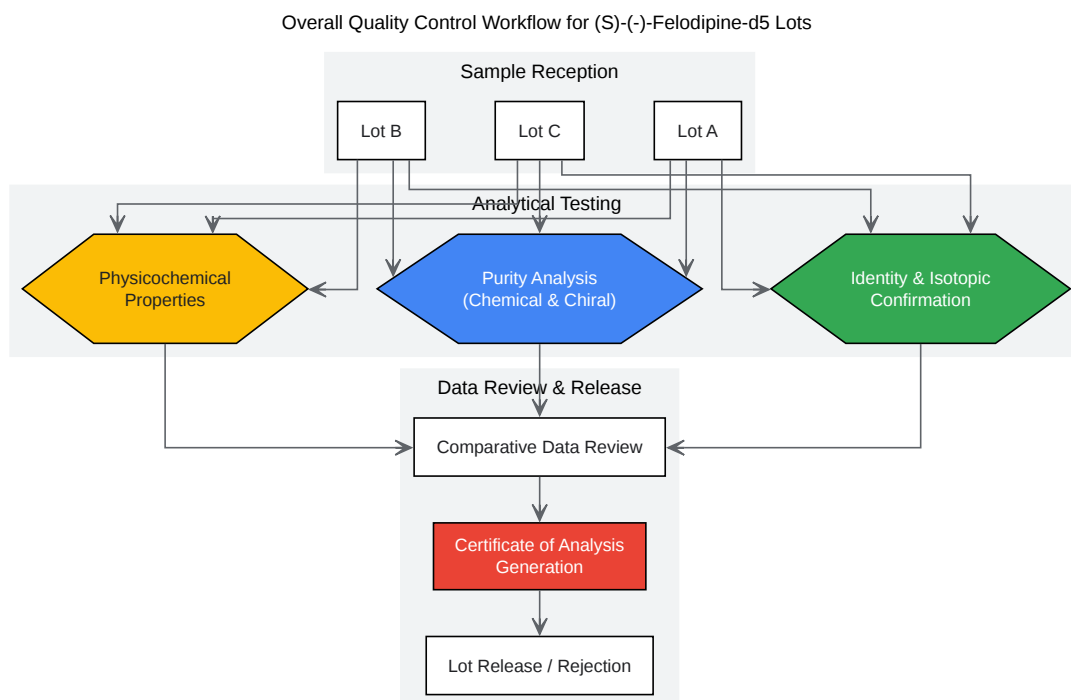 Overall Quality Control Workflow for (S)-(-)-Felodipine-d5 Lots
Sample Reception
Lot B
Lot C
Lot A
Analytical Testing
Physicochemical
Properties
Purity Analysis
(Chemical & Chiral)
Identity & Isotopic
Confirmation
Data Review & Release
Comparative Data Review
Certificate of Analysis
Generation
Lot Release / Rejection